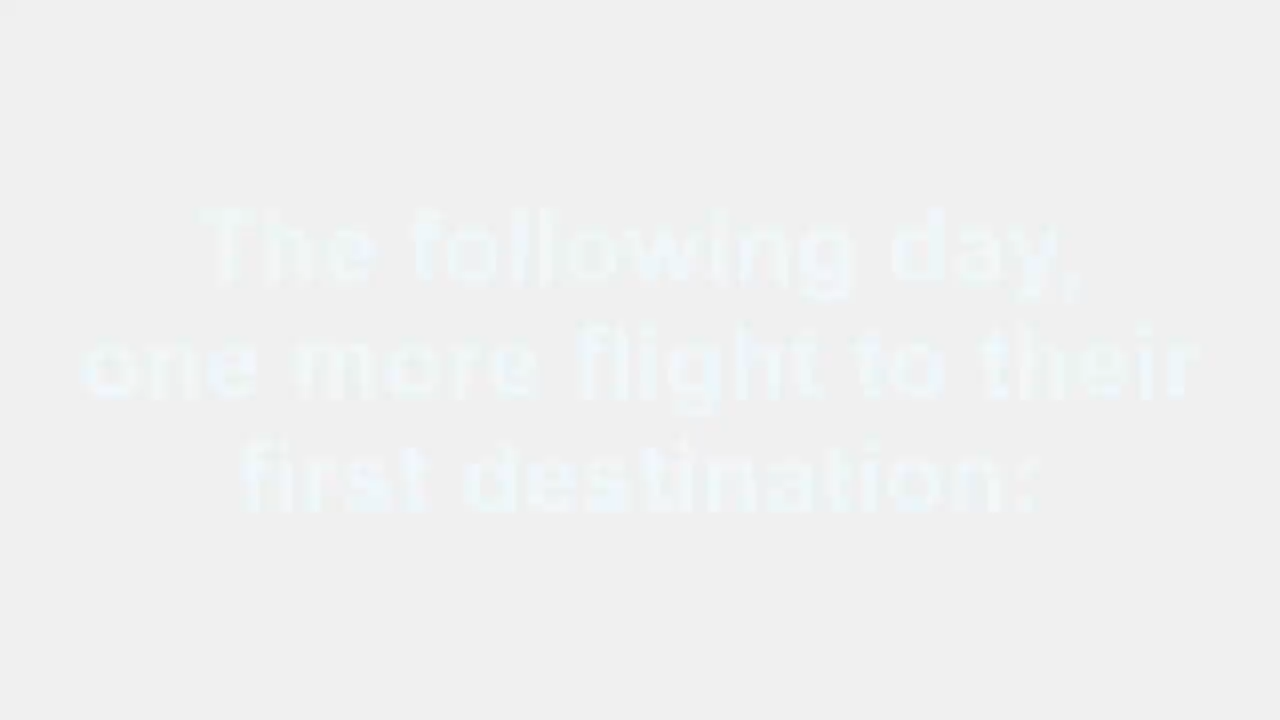 The following day,
one more flight to their
first destination: